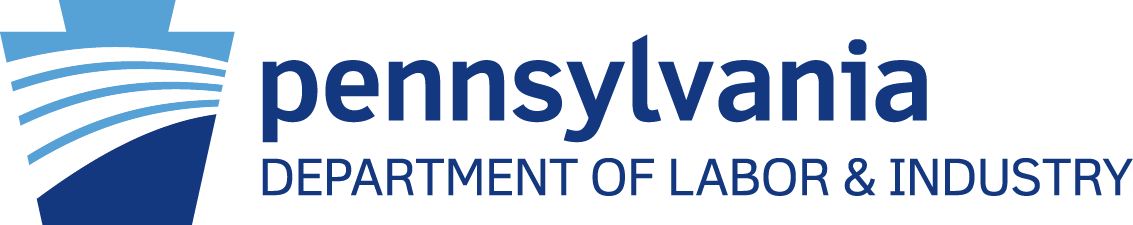 pennsylvania
DEPARTMENT OF LABOR & INDUSTRY